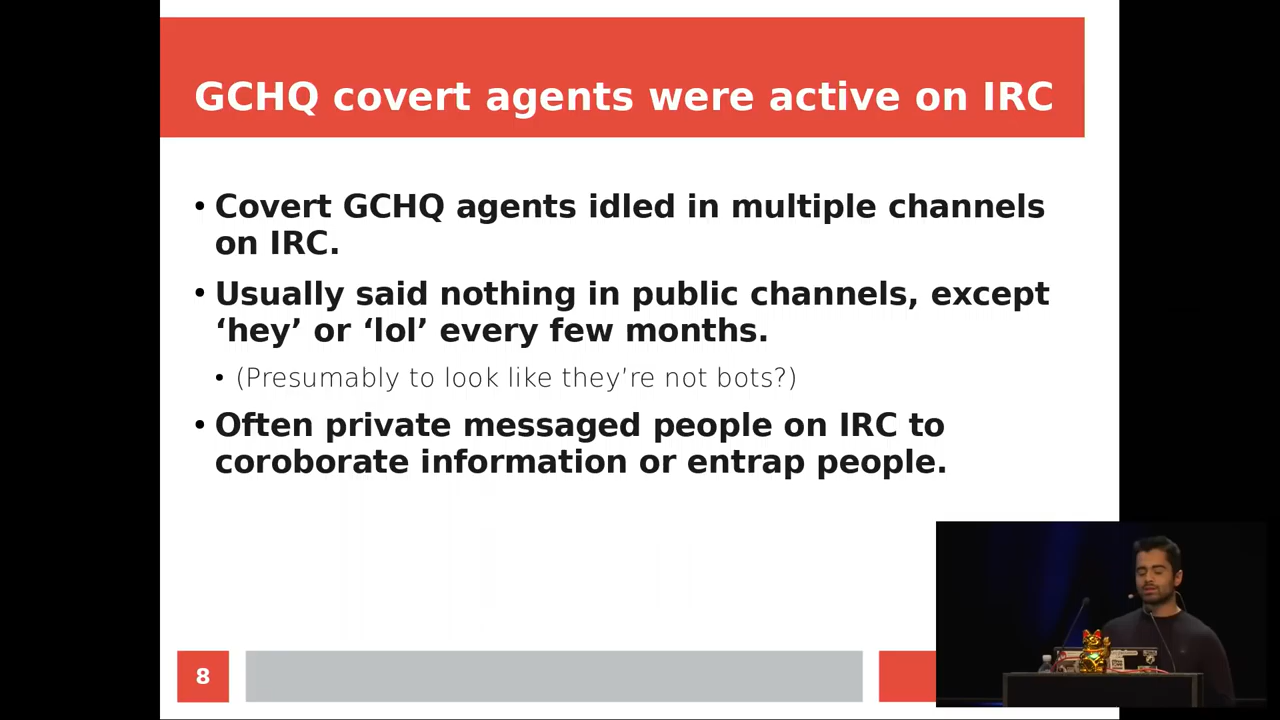 GCHQ covert agents were active on IRC
• Covert GCHQ agents idled in multiple channels
on IRC.
• Usually said nothing in public channels, except
‘hey’ or ‘lol’ every few months.
• (Presumably to look like they’re not bots?)
• Often private messaged people on IRC to
coroborate information or entrap people.
8